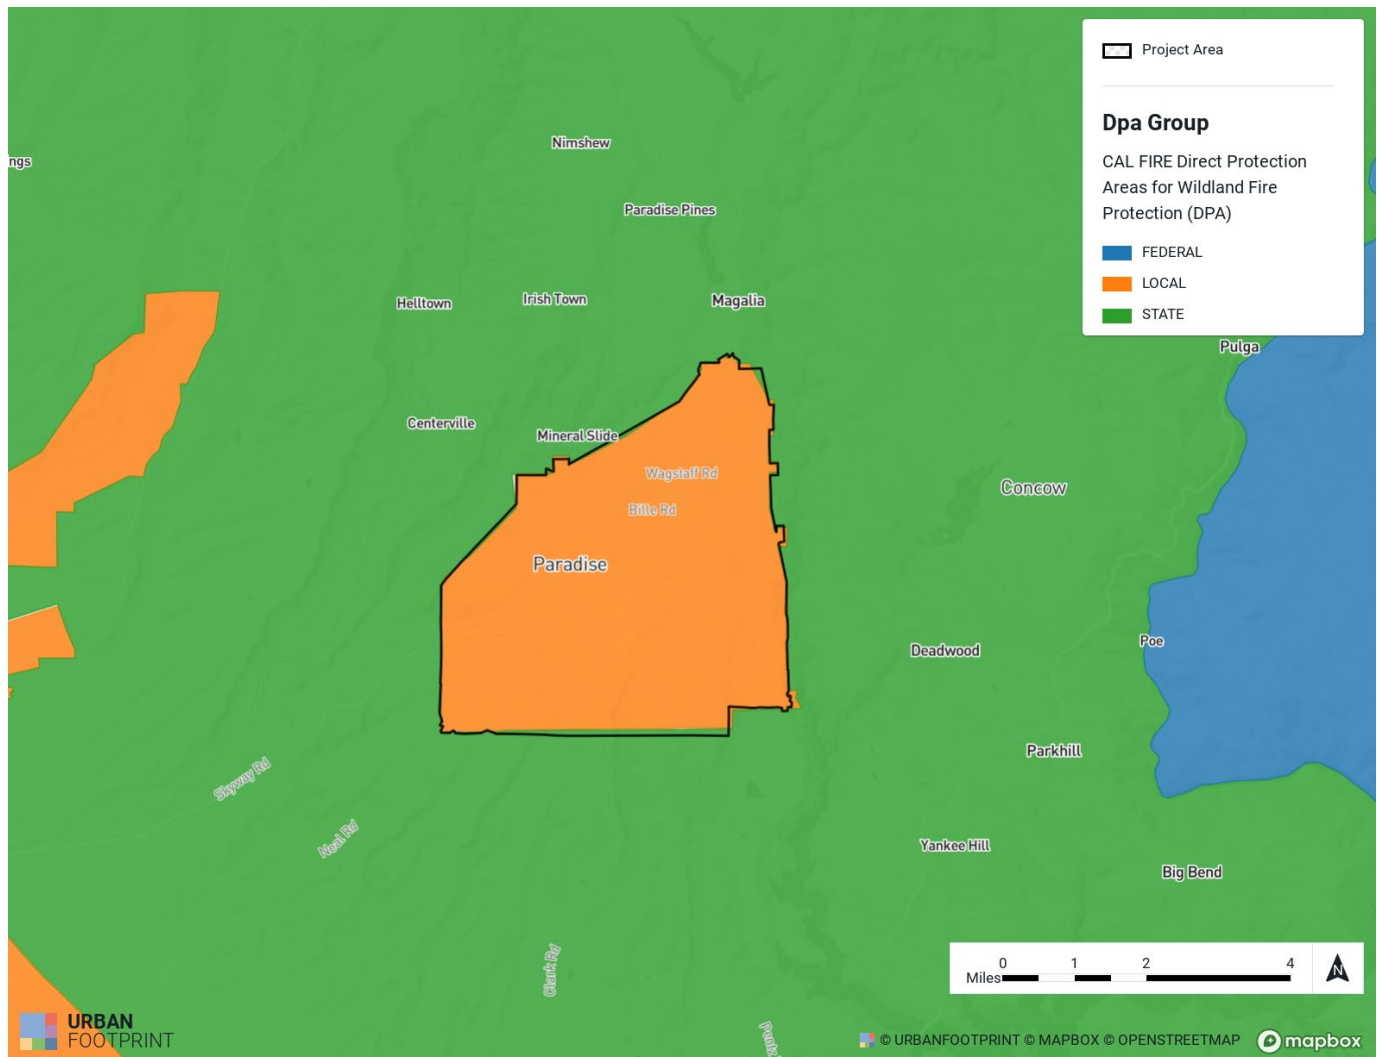 Project Area
Dpa Group
CAL FIRE Direct Protection
Areas for Wildland Fire
Protection (DPA)
FEDERAL
LOCAL
STATE
Nimshew
ngs
Paradise Pines
Helltown
Irish Town
Magalia
Pulga
Centerville
Mineral Slide
Wagstaff Rd
Concow
Bille Rd
Paradise
Poe
Deadwood
Parkhill
Skyway Rd
Neal Rd
Yankee Hill
Big Bend
Clark Rd
0 1 2 4
Miles
N
Pentz
URBAN
FOOTPRINT
© URBANFOOTPRINT © MAPBOX © OPENSTREETMAP
mapbox